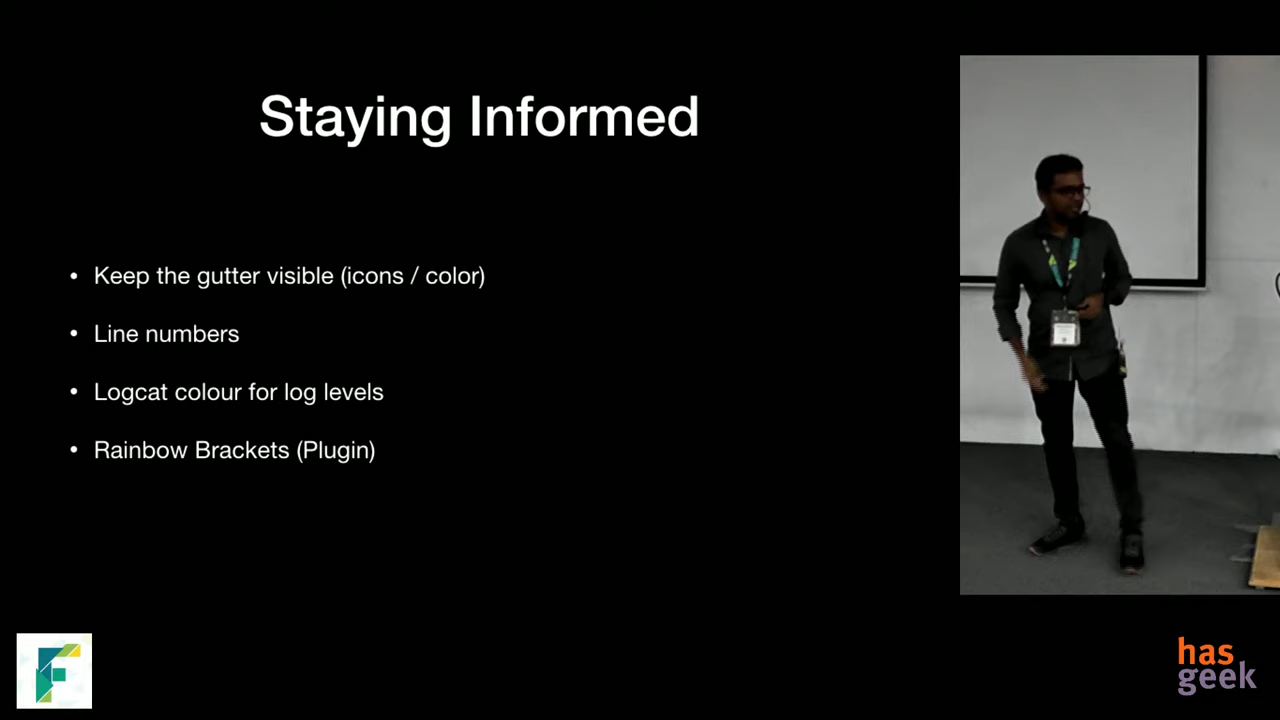 Staying Informed
• Keep the gutter visible (icons / color)
• Line numbers
• Logcat colour for log levels
• Rainbow Brackets (Plugin)
has
geek